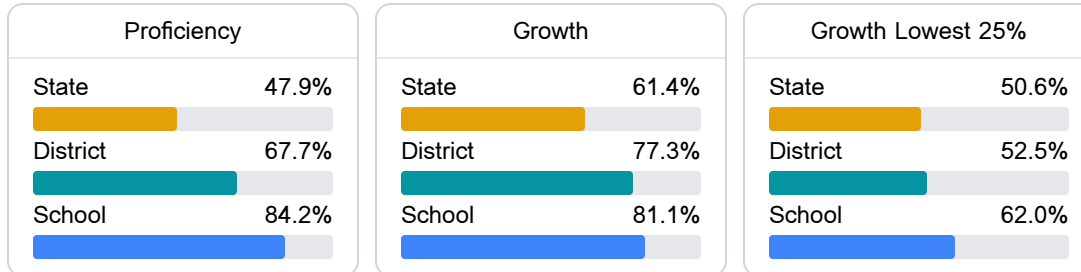 Proficiency
State 47.9%
District 67.7%
School 84.2%
Growth
State 61.4%
District 77.3%
School 81.1%
Growth Lowest 25%
State 50.6%
District 52.5%
School 62.0%